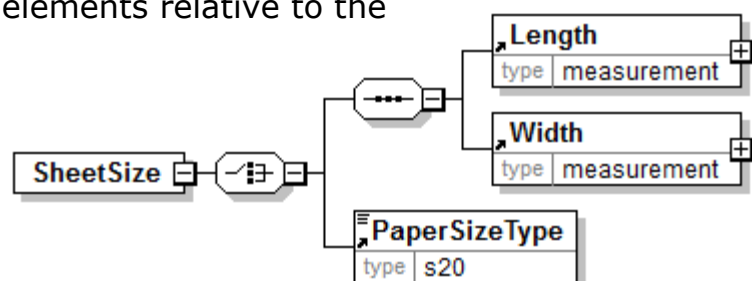 elements relative to the
Length
type measurement
Width
type measurement
SheetSize
PaperSizeType
type s20